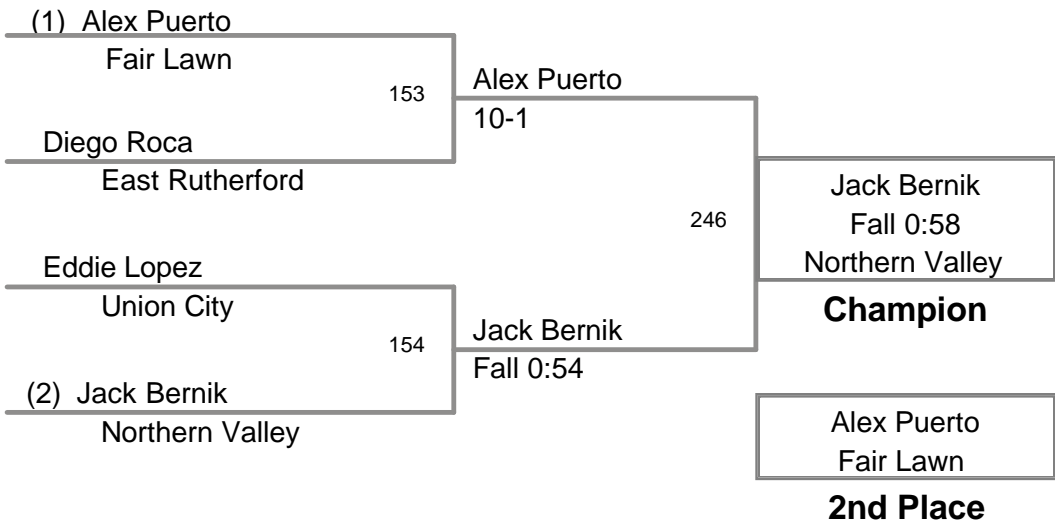 (1) Alex Puerto
Fair Lawn
153
Diego Roca
East Rutherford
Alex Puerto
10-1
Eddie Lopez
Union City
154
(2) Jack Bernik
Northern Valley
Jack Bernik
Fall 0:54
246
Jack Bernik
Fall 0:58
Northern Valley
Champion
Alex Puerto
Fair Lawn
2nd Place